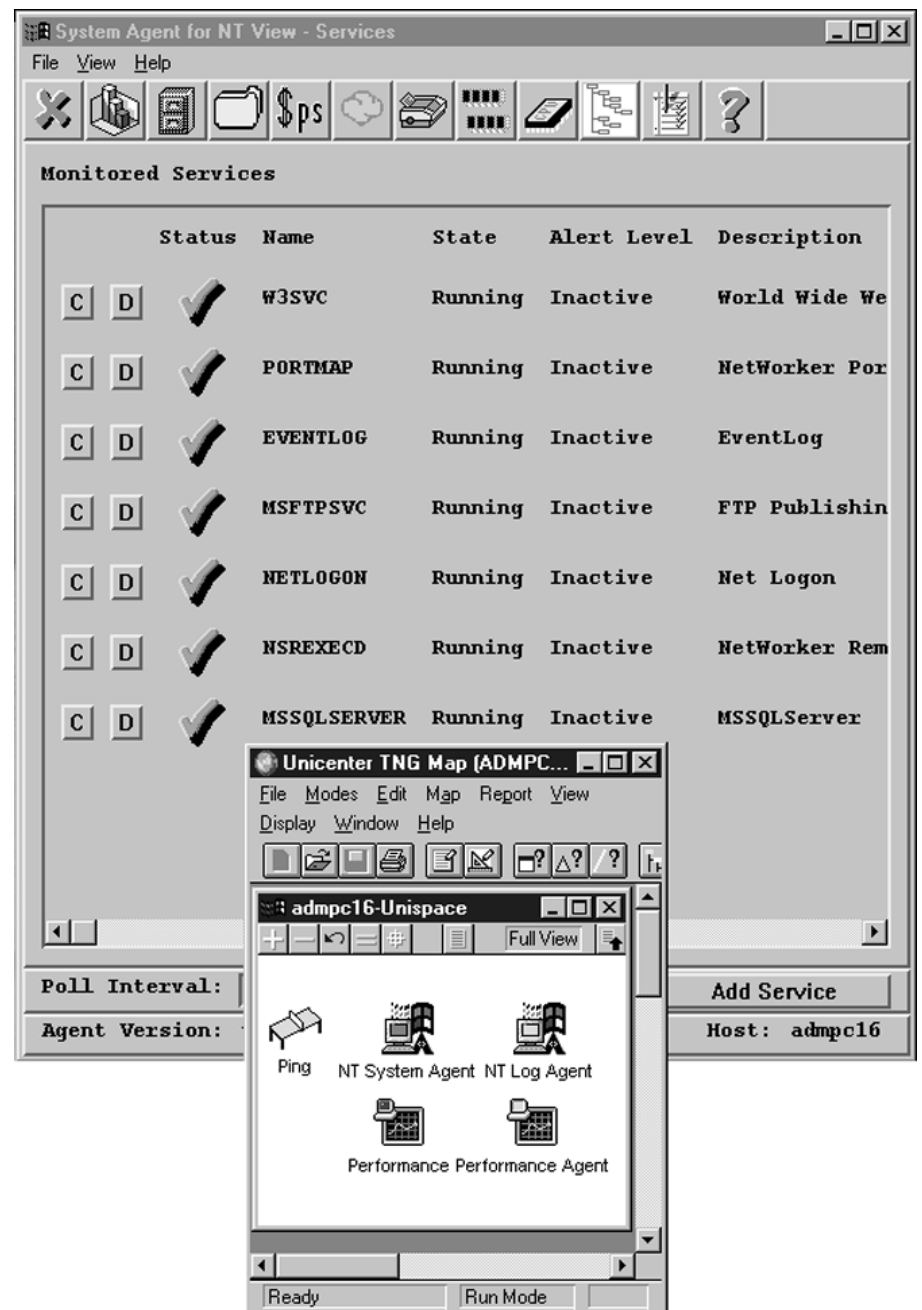 System Agent for NT View - Services
File View Help
$ps
Monitored Services
Status Name State Alert Level Description
C D W3SVC Running Inactive World Wide We
C D PORTMAP Running Inactive NetWorker Por
C D EVENTLOG Running Inactive EventLog
C D MSFTPSVC Running Inactive FTP Publishin
C D NETLOGON Running Inactive Net Logon
C D NSREXECD Running Inactive NetWorker Rem
C D MSSQLSERVER Running Inactive MSSQLServer
Poll Interval: Add Service
Agent Version: Host: admpc16
Unicenter TNG Map (ADMPC...
File Modes Edit Map Report View
Display Window Help
admpc16-Unispace
Full View
Ping NT System Agent NT Log Agent
Performance Performance Agent
Ready Run Mode